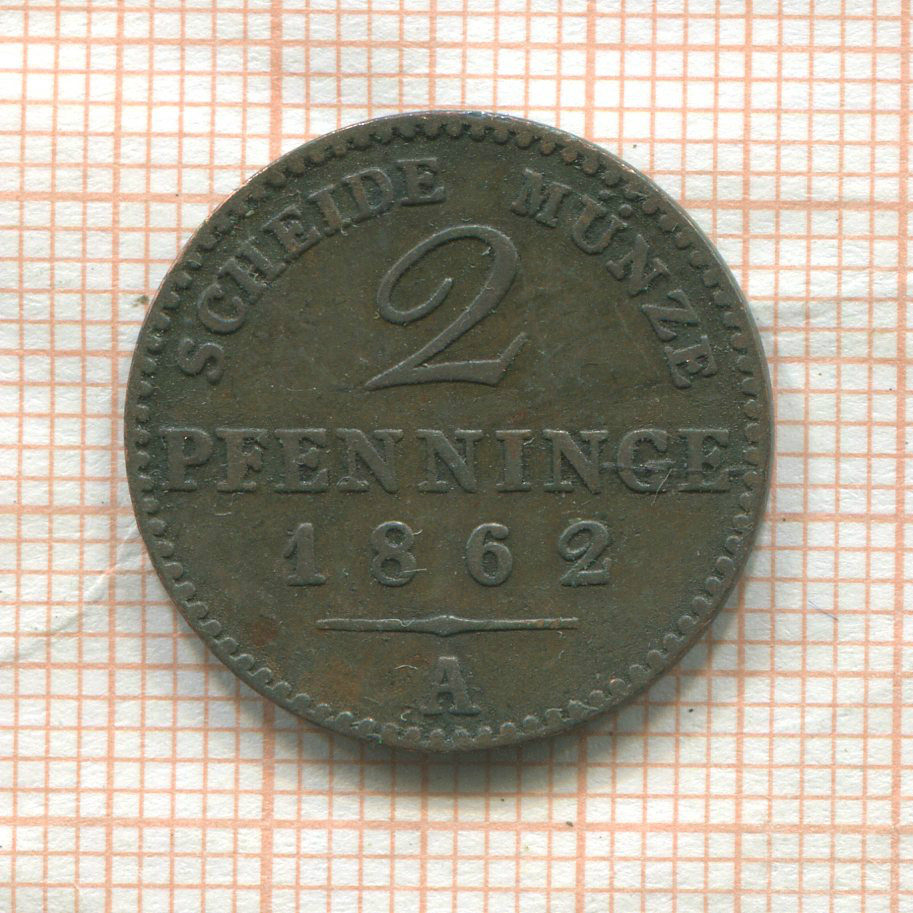 SCHEIDE MÜNZE
2
PFENNINGE
1862
A